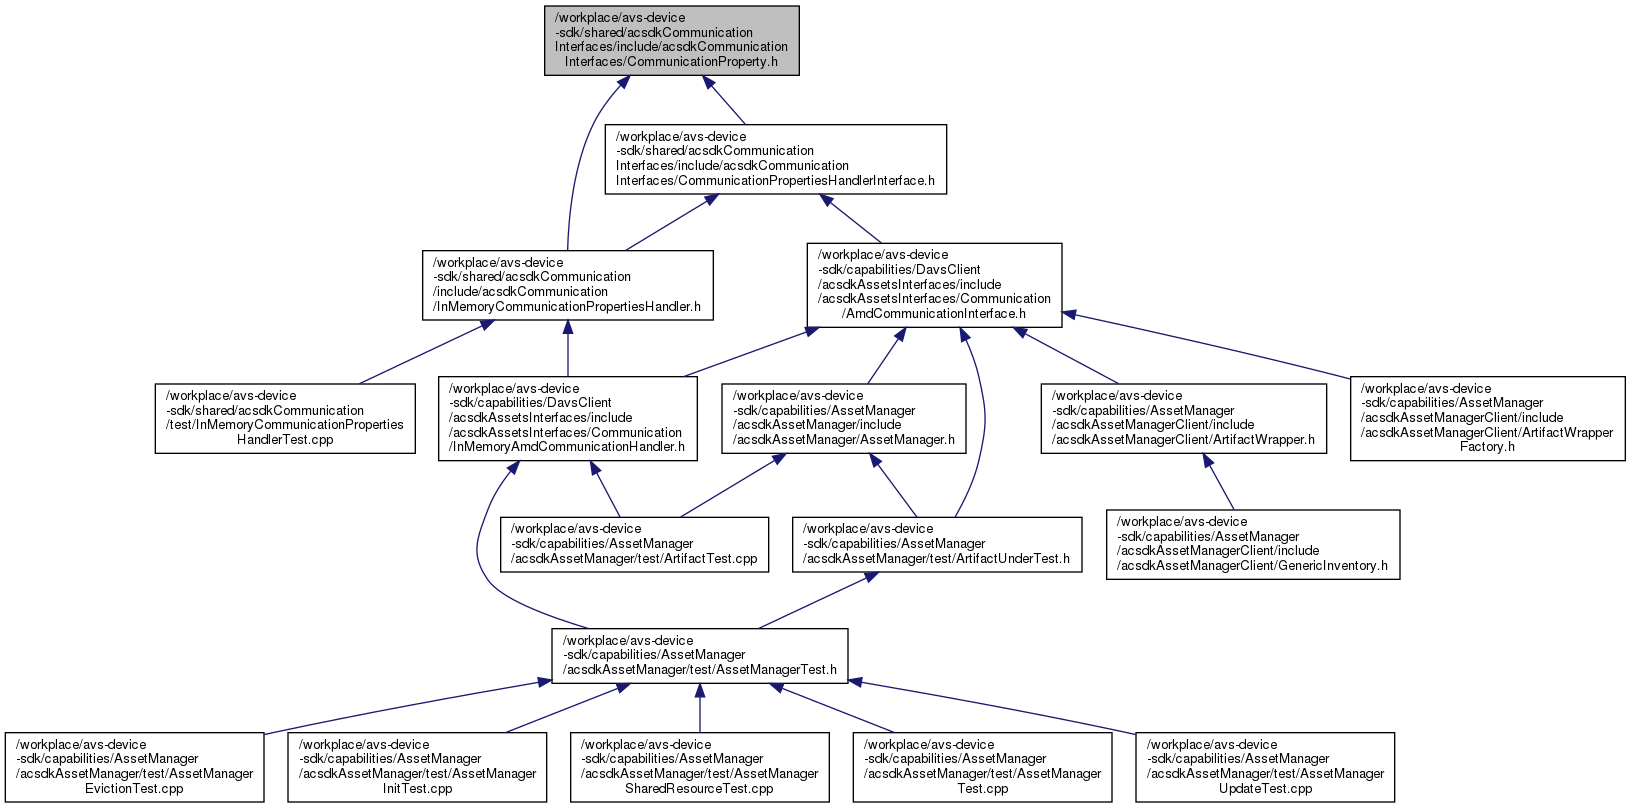 /workplace/avs-device
-sdk/shared/acsdkCommunication
Interfaces/include/acsdkCommunication
Interfaces/CommunicationProperty.h
/workplace/avs-device
-sdk/shared/acsdkCommunication
Interfaces/include/acsdkCommunication
Interfaces/CommunicationPropertiesHandlerInterface.h
/workplace/avs-device
-sdk/shared/acsdkCommunication
/include/acsdkCommunication
/InMemoryCommunicationPropertiesHandler.h
/workplace/avs-device
-sdk/capabilities/DavsClient
/acsdkAssetsInterfaces/include
/acsdkAssetsInterfaces/Communication
/AmdCommunicationInterface.h
/workplace/avs-device
-sdk/shared/acsdkCommunication
/test/InMemoryCommunicationProperties
HandlerTest.cpp
/workplace/avs-device
-sdk/capabilities/DavsClient
/acsdkAssetsInterfaces/include
/acsdkAssetsInterfaces/Communication
/InMemoryAmdCommunicationHandler.h
/workplace/avs-device
-sdk/capabilities/AssetManager
/acsdkAssetManager/include
/acsdkAssetManager/AssetManager.h
/workplace/avs-device
-sdk/capabilities/AssetManager
/acsdkAssetManagerClient/include
/acsdkAssetManagerClient/ArtifactWrapper.h
/workplace/avs-device
-sdk/capabilities/AssetManager
/acsdkAssetManagerClient/include
/acsdkAssetManagerClient/ArtifactWrapper
Factory.h
/workplace/avs-device
-sdk/capabilities/AssetManager
/acsdkAssetManager/test/ArtifactTest.cpp
/workplace/avs-device
-sdk/capabilities/AssetManager
/acsdkAssetManager/test/ArtifactUnderTest.h
/workplace/avs-device
-sdk/capabilities/AssetManager
/acsdkAssetManagerClient/include
/acsdkAssetManagerClient/GenericInventory.h
/workplace/avs-device
-sdk/capabilities/AssetManager
/acsdkAssetManager/test/AssetManagerTest.h
/workplace/avs-device
-sdk/capabilities/AssetManager
/acsdkAssetManager/test/AssetManager
EvictionTest.cpp
/workplace/avs-device
-sdk/capabilities/AssetManager
/acsdkAssetManager/test/AssetManager
InitTest.cpp
/workplace/avs-device
-sdk/capabilities/AssetManager
/acsdkAssetManager/test/AssetManager
SharedResourceTest.cpp
/workplace/avs-device
-sdk/capabilities/AssetManager
/acsdkAssetManager/test/AssetManager
Test.cpp
/workplace/avs-device
-sdk/capabilities/AssetManager
/acsdkAssetManager/test/AssetManager
UpdateTest.cpp